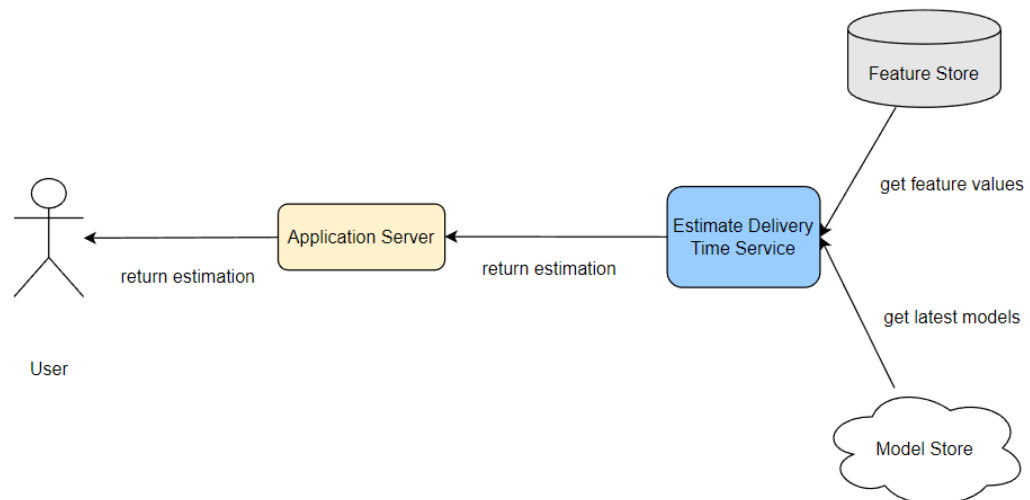 Feature Store
get feature values
Estimate Delivery
Time Service
Application Server
return estimation
return estimation
get latest models
User
Model Store